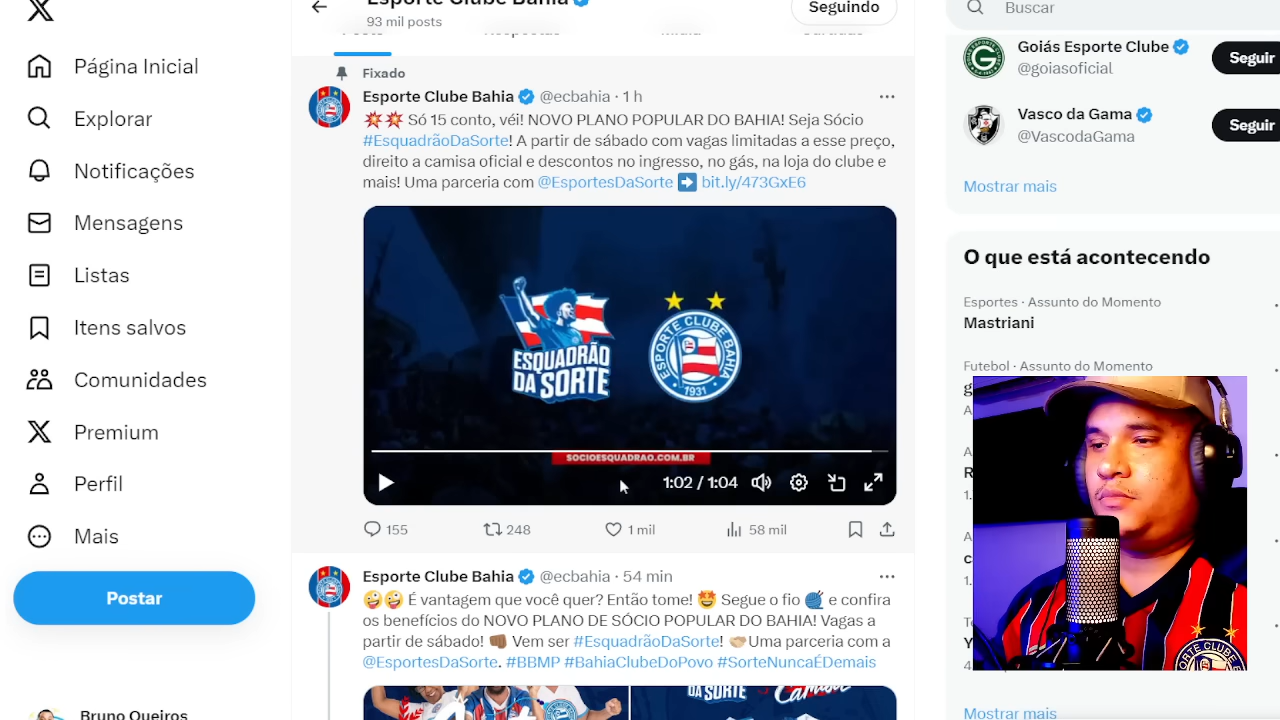 Esporte Clube Bahia
93 mil posts
Seguindo
Posts Respostas Mídia Curtidas
Página Inicial
Explorar
Notificações
Mensagens
Listas
Itens salvos
Comunidades
Premium
Perfil
Mais
Postar
Bruno Queiros
Fixado
Esporte Clube Bahia @ecbahia · 1 h
💥💥 Só 15 conto, véi! NOVO PLANO POPULAR DO BAHIA! Seja Sócio
#EsquadrãoDaSorte! A partir de sábado com vagas limitadas a esse preço,
direito a camisa oficial e descontos no ingresso, no gás, na loja do clube e
mais! Uma parceria com @EsportesDaSorte ➡️ bit.ly/473GxE6
ESQUADRÃO
DA SORTE
ESPORTE CLUBE BAHIA
1931
SOCIOESQUADRAO.COM.BR
1:02 / 1:04
155 248 1 mil 58 mil
Esporte Clube Bahia @ecbahia · 54 min
🤪🤪 É vantagem que você quer? Então tome! 🤩 Segue o fio 🧶 e confira
os benefícios do NOVO PLANO DE SÓCIO POPULAR DO BAHIA! Vagas a
partir de sábado! 👊🏾 Vem ser #EsquadrãoDaSorte! 🤝Uma parceria com a
@EsportesDaSorte. #BBMP #BahiaClubeDoPovo #SorteNuncaÉDemais
DA SORTE
Buscar
Goiás Esporte Clube
@goiasoficial
Seguir
Vasco da Gama
@VascodaGama
Seguir
Mostrar mais
O que está acontecendo
Esportes · Assunto do Momento
Mastriani
Futebol · Assunto do Momento
Mostrar mais